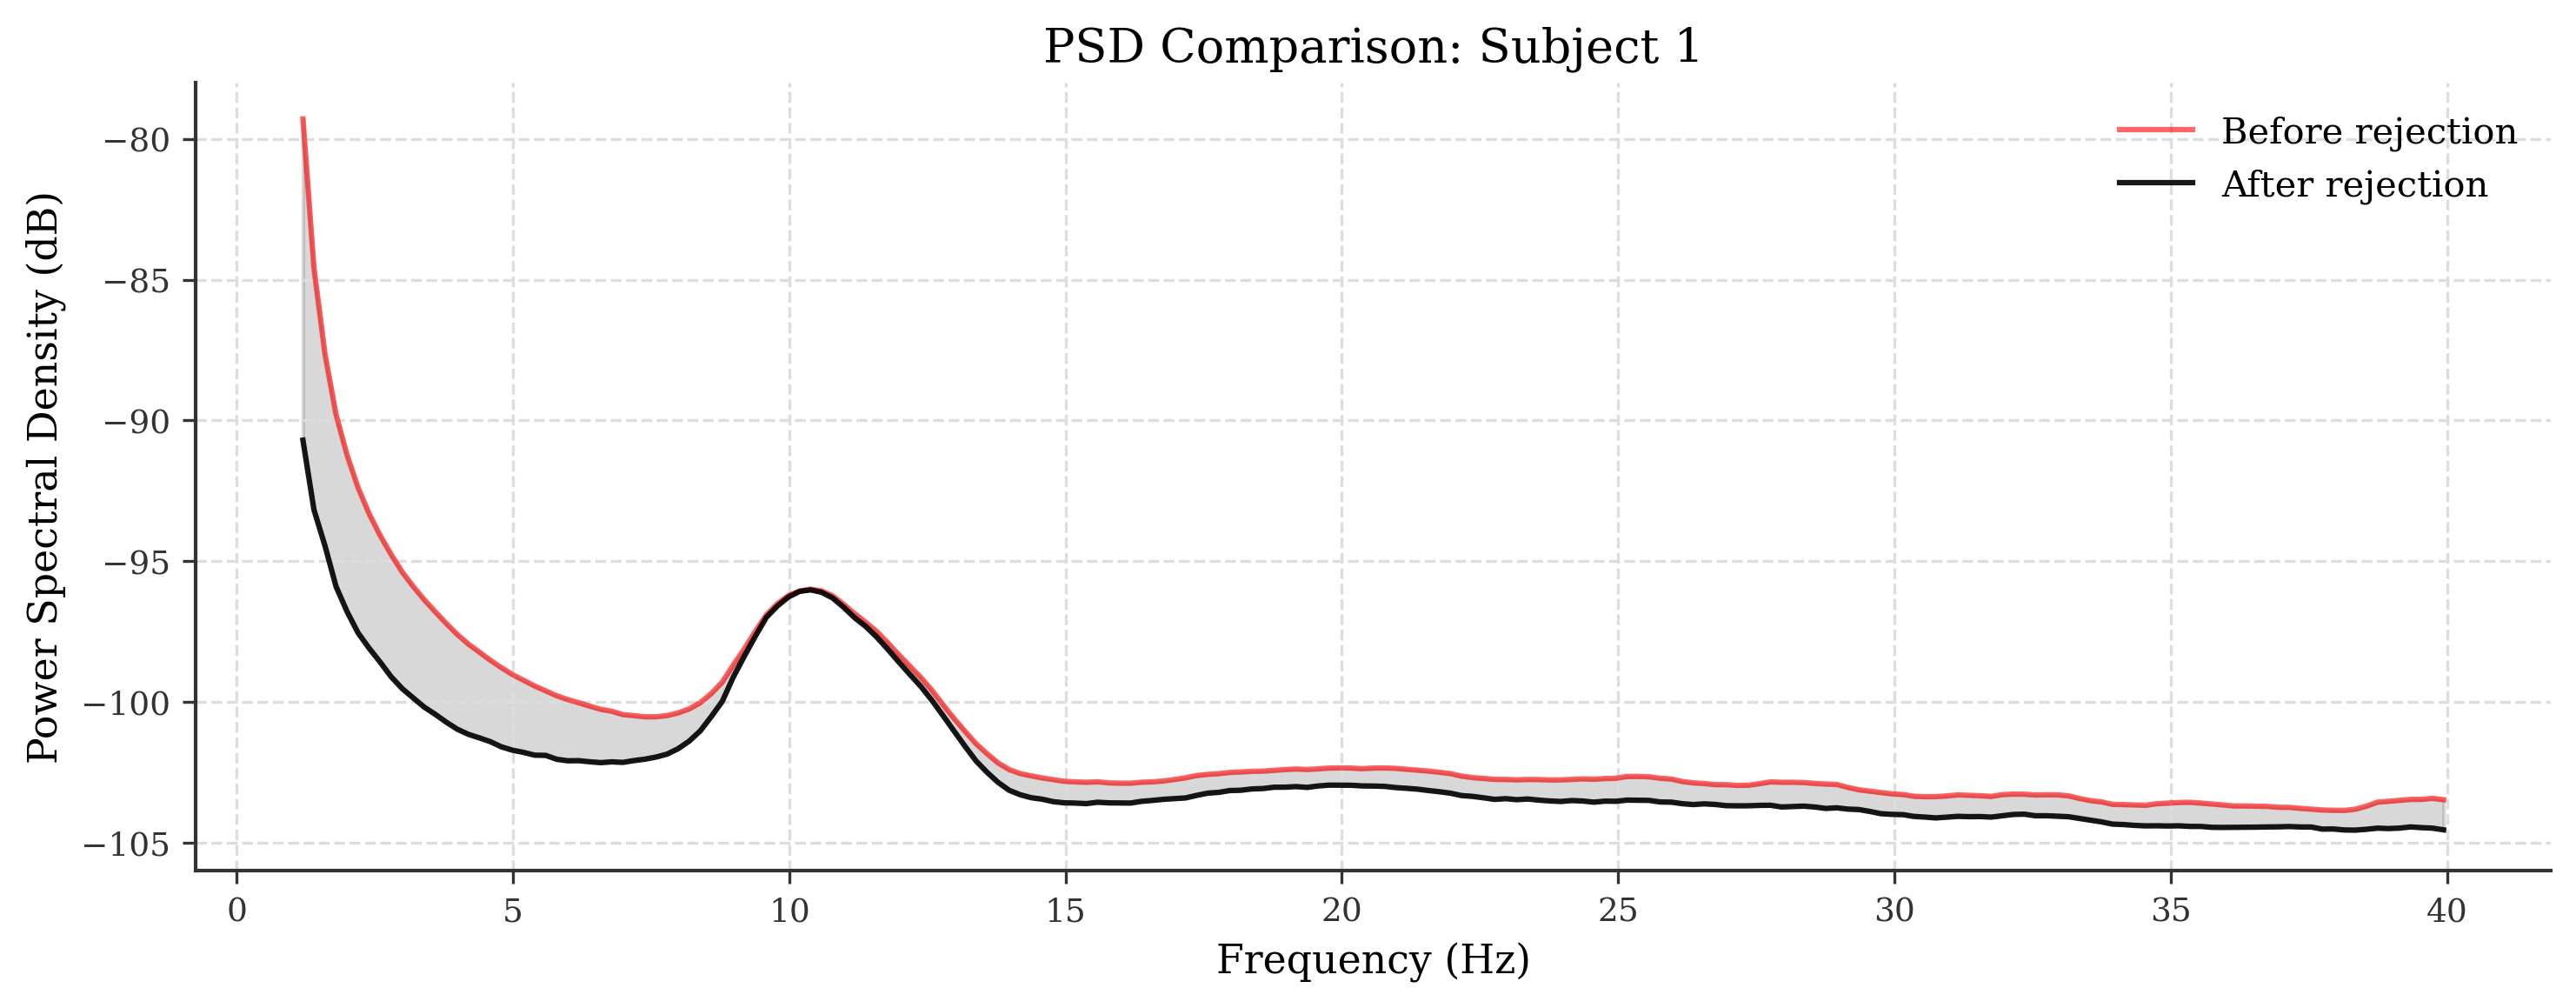 PSD Comparison: Subject 1
Before rejection
After rejection
Power Spectral Density (dB)
−80
−85
−90
−95
−100
−105
0 5 10 15 20 25 30 35 40
Frequency (Hz)